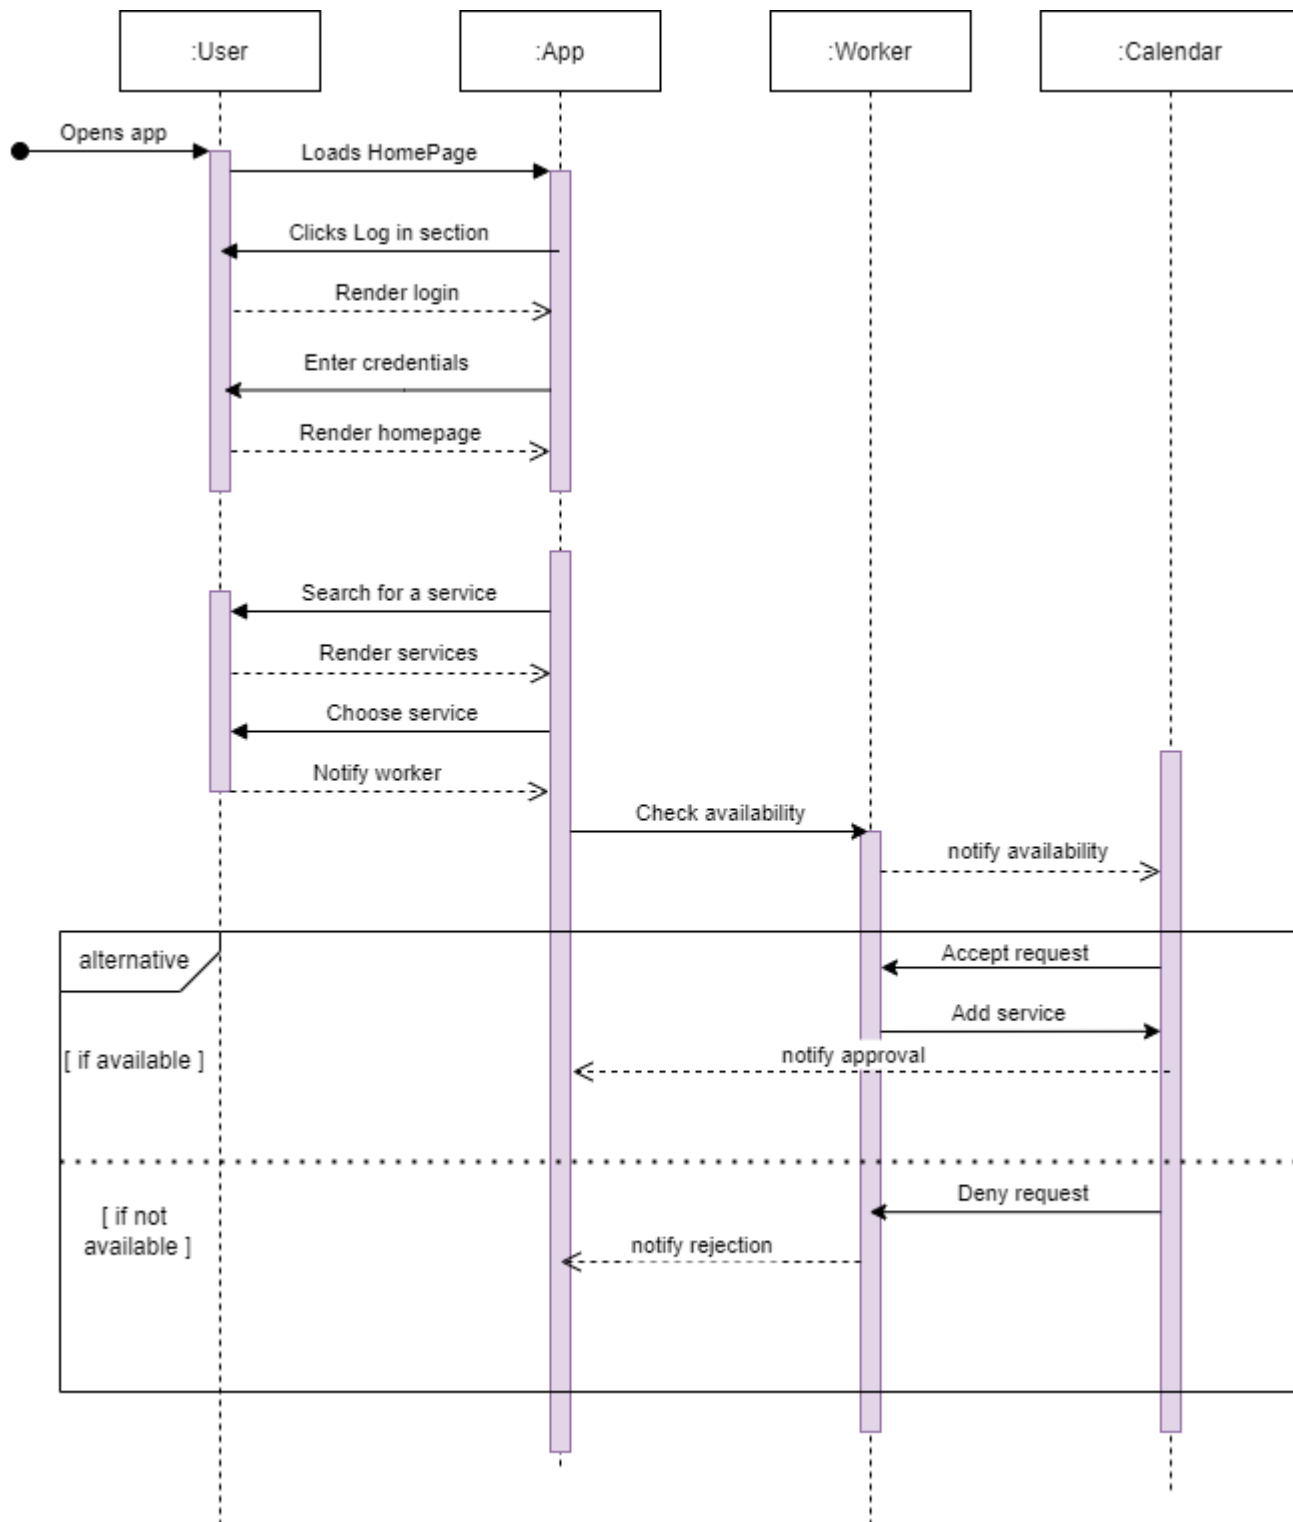 :User
:App
:Worker
:Calendar
Opens app
Loads HomePage
Clicks Log in section
Render login
Enter credentials
Render homepage
Search for a service
Render services
Choose service
Notify worker
Check availability
notify availability
alternative
Accept request
Add service
[ if available ]
notify approval
Deny request
[ if not
available ]
notify rejection